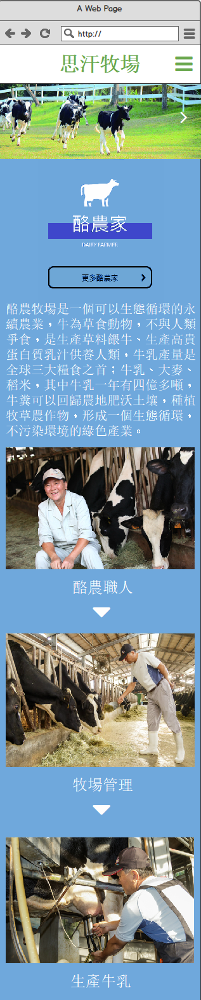 A Web Page
http://
思汗牧場
酪農家
DAIRY FARMER
更多酪農家
酪農牧場是一個可以生態循環的永
續農業，牛為草食動物，不與人類
爭食，是生產草料餵牛、生產高貴
蛋白質乳汁供養人類，牛乳產量是
全球三大糧食之首；牛乳、大麥、
稻米，其中牛乳一年有四億多噸，
牛糞可以回歸農地肥沃土壤，種植
牧草農作物，形成一個生態循環，
不污染環境的綠色產業。
酪農職人
牧場管理
生產牛乳